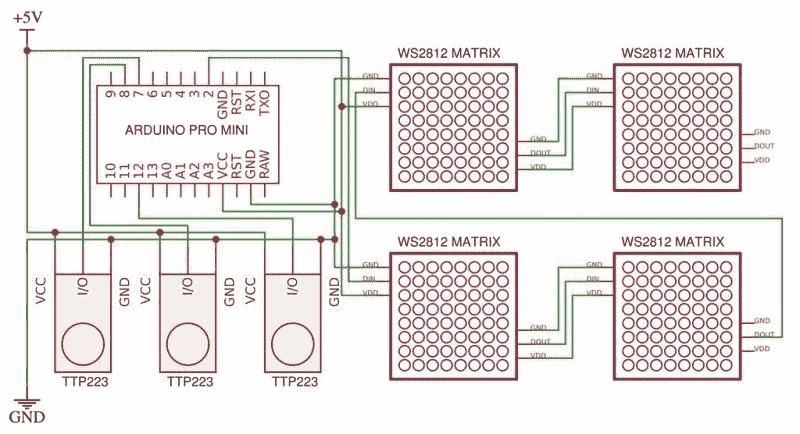 +5V
9 8 7 6 5 4 3 2 GND RST RXI TXO
ARDUINO PRO MINI
10 11 12 13 A0 A1 A2 A3 VCC RST GND RAW
WS2812 MATRIX
GND
DIN
VDD
GND
DOUT
VDD
WS2812 MATRIX
GND
DIN
VDD
GND
DOUT
VDD
WS2812 MATRIX
GND
DIN
VDD
GND
DOUT
VDD
WS2812 MATRIX
GND
DIN
VDD
GND
DOUT
VDD
VCC I/O GND
TTP223
VCC I/O GND
TTP223
VCC I/O GND
TTP223
GND